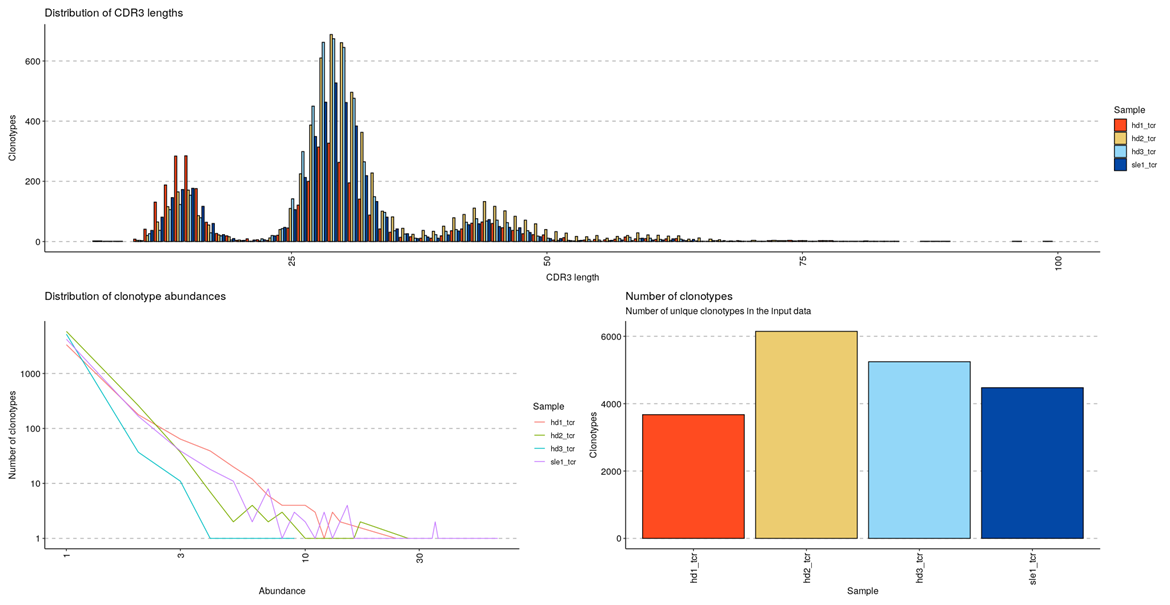 Distribution of CDR3 lengths
600
400
200
0
Clonotypes
25
50
75
100
CDR3 length
Sample
hd1_tcr
hd2_tcr
hd3_tcr
sle1_tcr
Distribution of clonotype abundances
1000
100
10
1
Number of clonotypes
1
3
10
30
Abundance
Sample
hd1_tcr
hd2_tcr
hd3_tcr
sle1_tcr
Number of clonotypes
Number of unique clonotypes in the input data
6000
4000
2000
0
Clonotypes
hd1_tcr
hd2_tcr
hd3_tcr
sle1_tcr
Sample